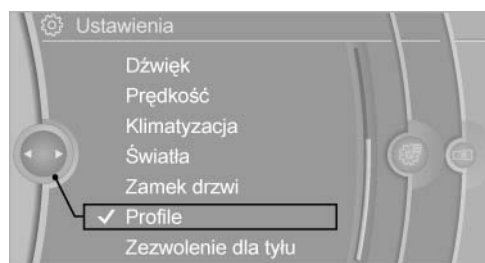 Ustawienia
Dźwięk
Prędkość
Klimatyzacja
Światła
Zamek drzwi
Profile
Zezwolenie dla tyłu